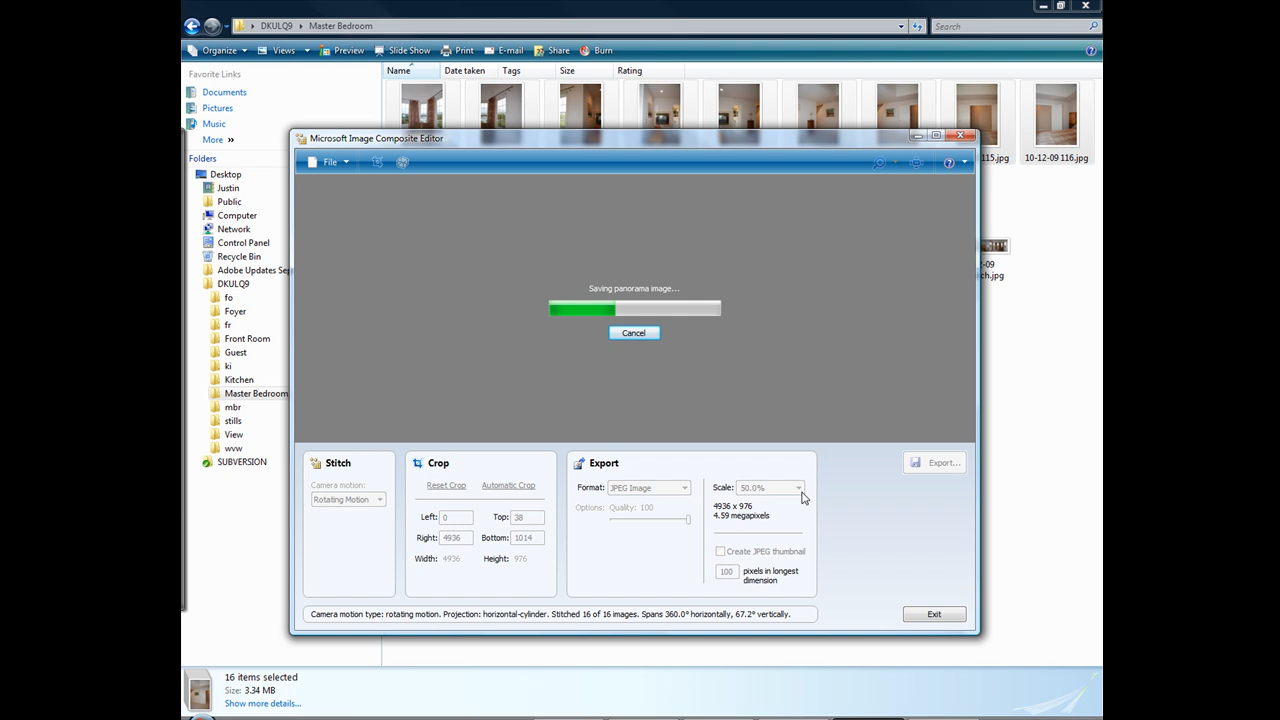 DKULQ9 Master Bedroom
Search
Organize Views Preview Slide Show Print E-mail Share Burn
Favorite Links
Documents
Pictures
Music
More »
Folders
Desktop
Justin
Public
Computer
Network
Control Panel
Recycle Bin
Adobe Updates Sep
DKULQ9
fo
Foyer
fr
Front Room
Guest
ki
Kitchen
Master Bedroom
mbr
stills
View
wvw
SUBVERSION
Name Date taken Tags Size Rating
115.jpg 10-12-09 116.jpg
-09
ch.jpg
Microsoft Image Composite Editor
File
Saving panorama image...
Cancel
Stitch
Camera motion:
Rotating Motion
Crop
Reset Crop Automatic Crop
Left: 0 Top: 38
Right: 4936 Bottom: 1014
Width: 4936 Height: 976
Export
Format: JPEG Image
Options: Quality: 100
Scale: 50.0%
4936 x 976
4.59 megapixels
Create JPEG thumbnail
100 pixels in longest
dimension
Export...
Camera motion type: rotating motion. Projection: horizontal-cylinder. Stitched 16 of 16 images. Spans 360.0° horizontally, 67.2° vertically.
Exit
16 items selected
Size: 3.34 MB
Show more details...